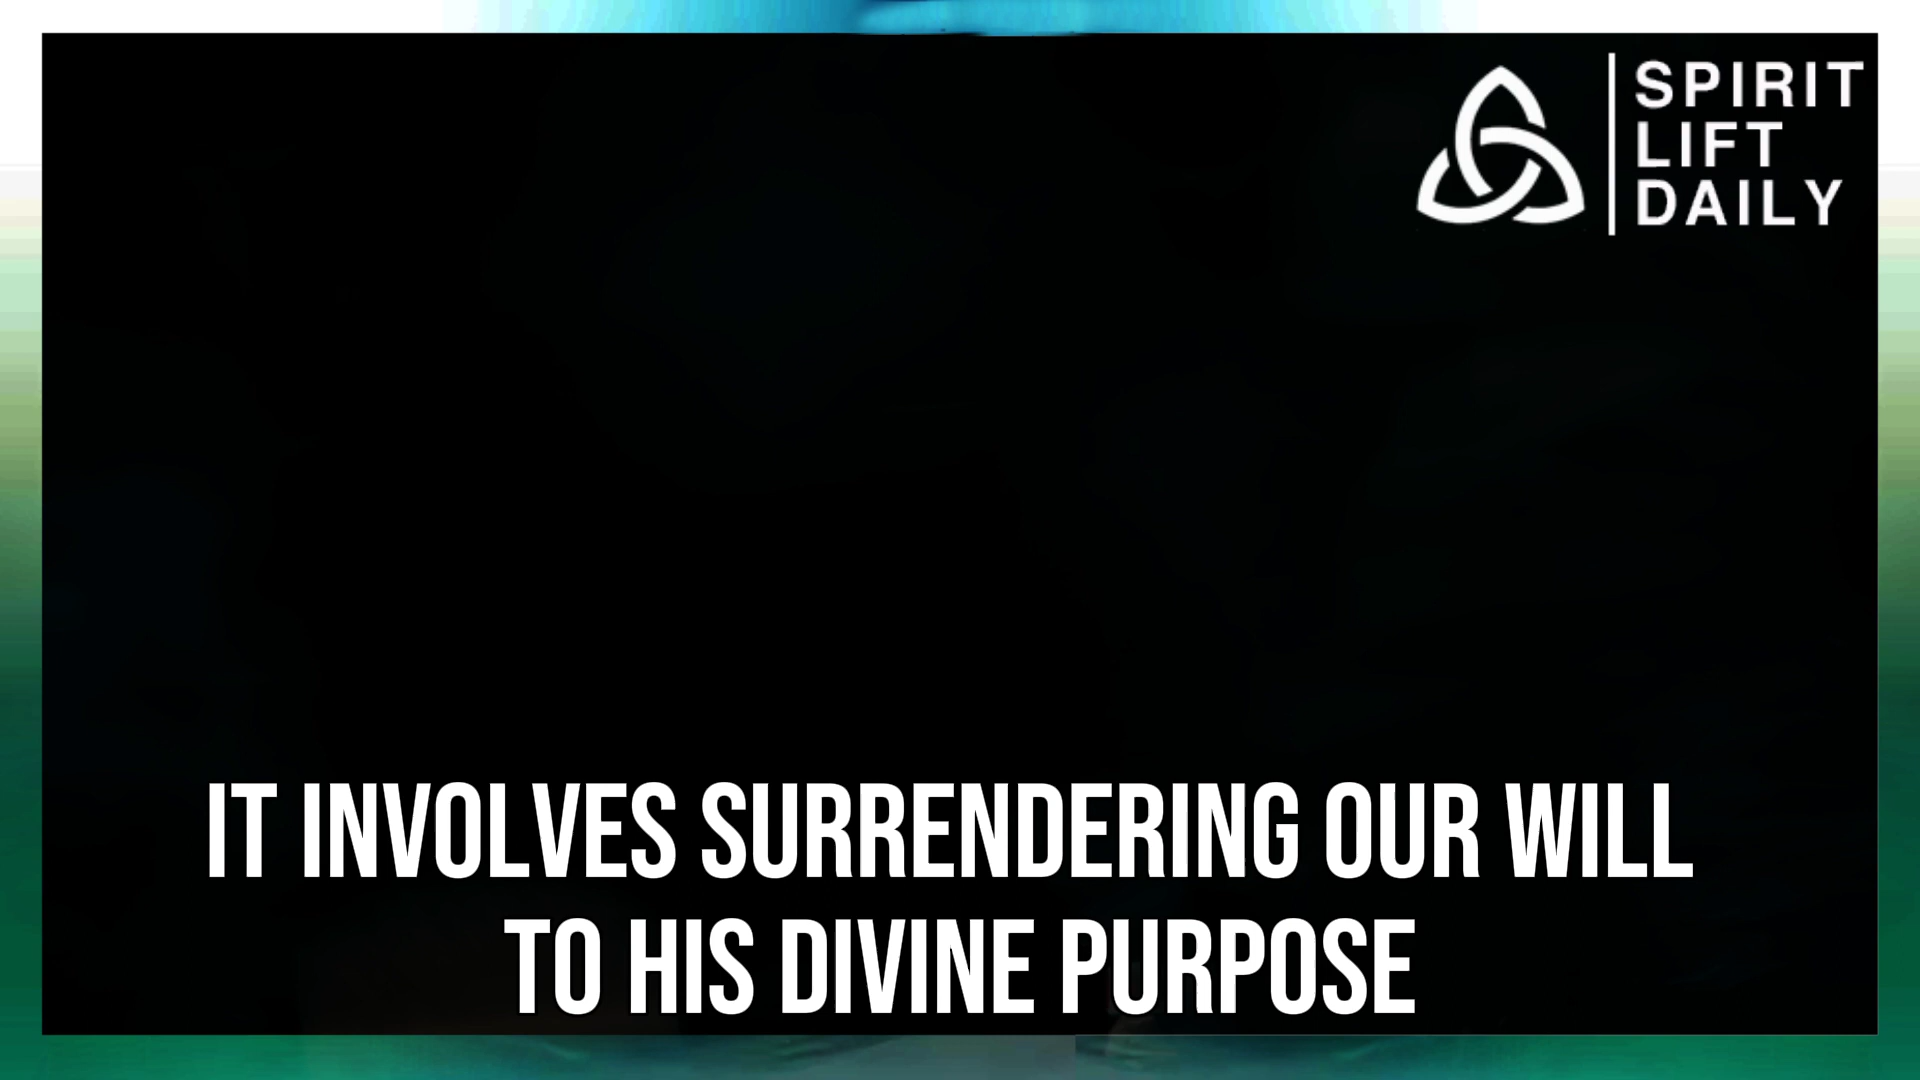 SPIRIT
LIFT
DAILY
IT INVOLVES SURRENDERING OUR WILL
TO HIS DIVINE PURPOSE